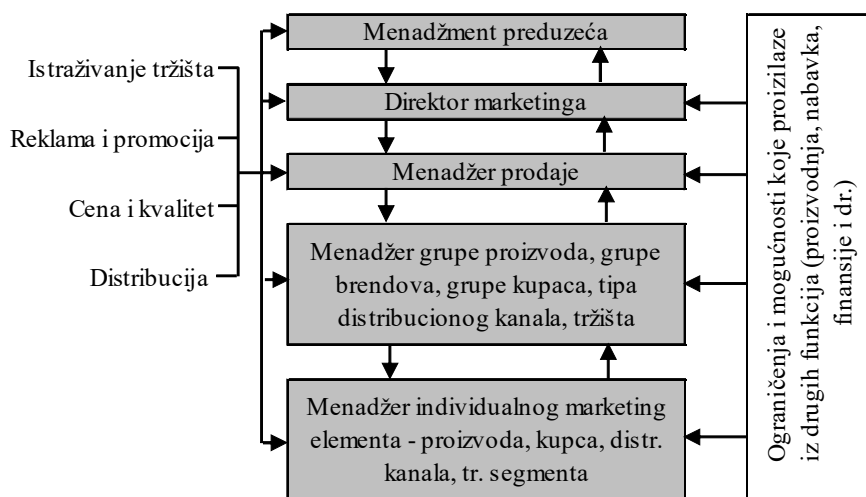 Menadžment preduzeća
Istraživanje tržišta
Direktor marketinga
Reklama i promocija
Menadžer prodaje
Cena i kvalitet
Distribucija
Menadžer grupe proizvoda, grupe
brendova, grupe kupaca, tipa
distribucionog kanala, tržišta
Menadžer individualnog marketing
elementa - proizvoda, kupca, distr.
kanala, tr. segmenta
Ograničenja i mogućnosti koje proizilaze
iz drugih funkcija (proizvodnja, nabavka,
finansije i dr.)